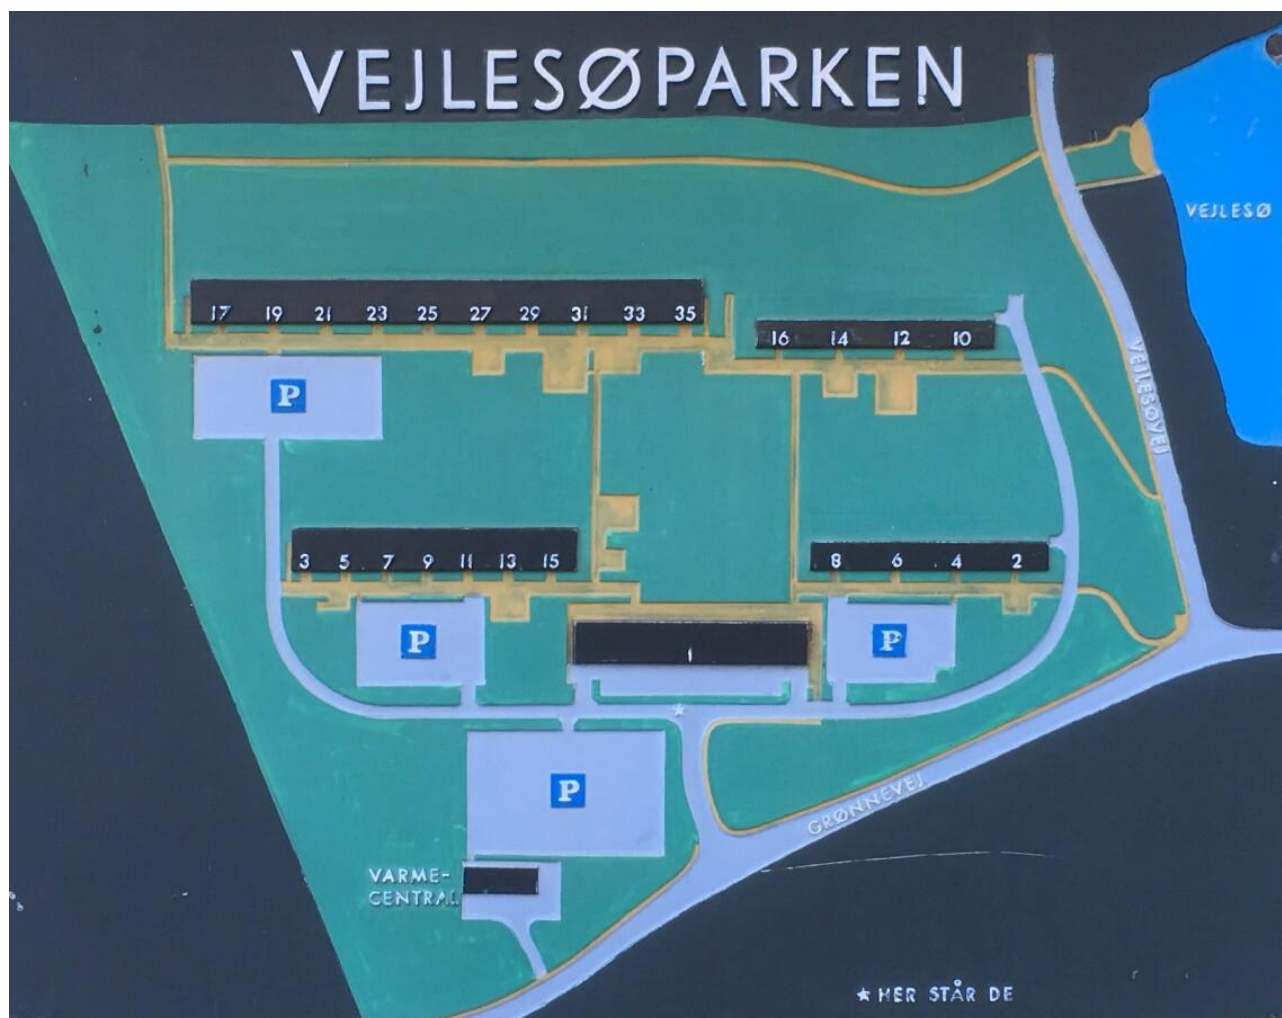 VEJLESØPARKEN
VEJLESØ
17 19 21 23 25 27 29 31 33 35
16 14 12 10
VEJLESØVEJ
P
3 5 7 9 11 13 15
8 6 4 2
P
1
P
P
GRØNNEVEJ
VARME-
CENTRAL
★ HER STÅR DE